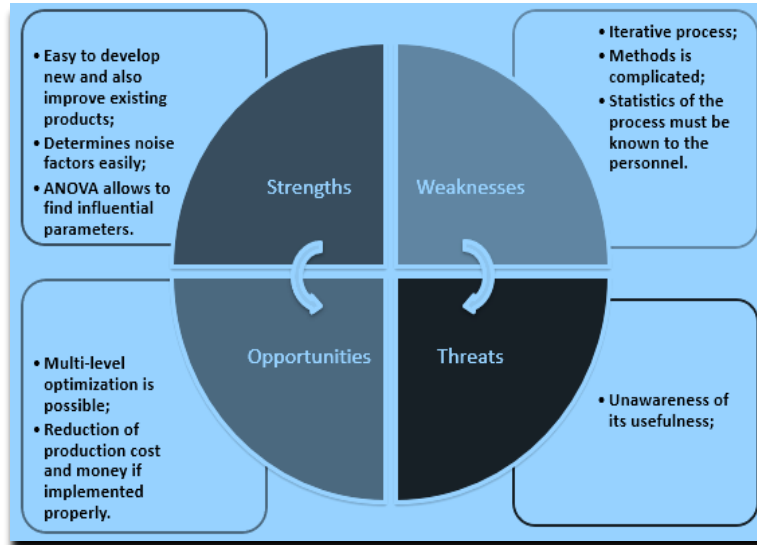 • Easy to develop
new and also
improve existing
products;
• Determines noise
factors easily;
• ANOVA allows to
find influential
parameters.
Strengths
• Iterative process;
• Methods is
complicated;
• Statistics of the
process must be
known to the
personnel.
Weaknesses
• Multi-level
optimization is
possible;
• Reduction of
production cost
and money if
implemented
properly.
Opportunities
Threats
• Unawareness of
its usefulness;